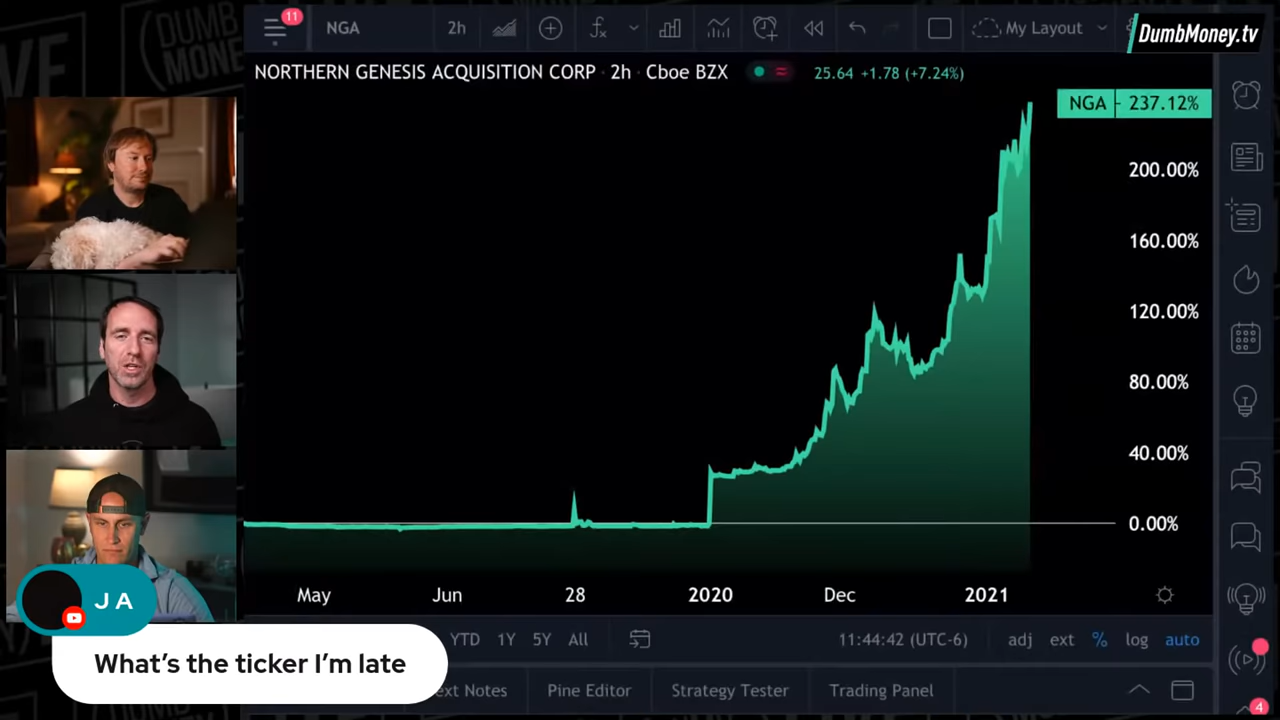 11
NGA
2h
My Layout
DumbMoney.tv
NORTHERN GENESIS ACQUISITION CORP · 2h · Cboe BZX
25.64 +1.78 (+7.24%)
NGA
237.12%
200.00%
160.00%
120.00%
80.00%
40.00%
0.00%
May
Jun
28
2020
Dec
2021
YTD
1Y
5Y
All
11:44:42 (UTC-6)
adj
ext
%
log
auto
J A
What's the ticker I'm late
ext Notes
Pine Editor
Strategy Tester
Trading Panel
4
DUMB
MONEY